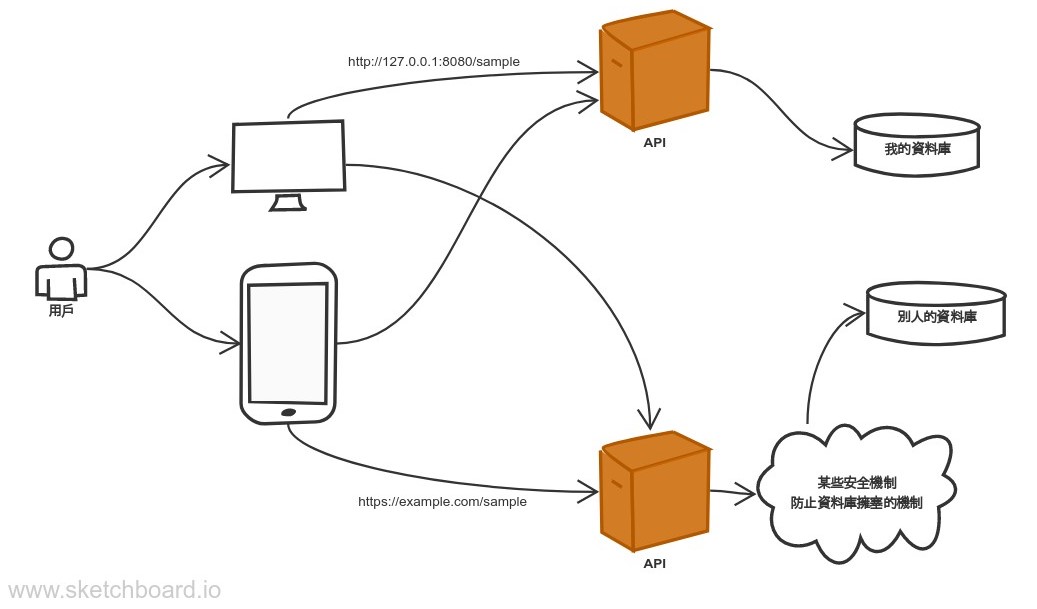 http://127.0.0.1:8080/sample
API
我的資料庫
用戶
別人的資料庫
某些安全機制
防止資料庫擁塞的機制
https://example.com/sample
API
www.sketchboard.io